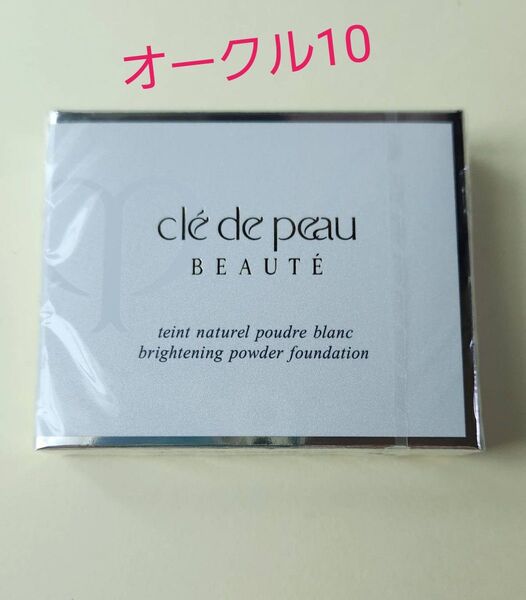 オークル10
clé de peau
BEAUTÉ
teint naturel poudre blanc
brightening powder foundation